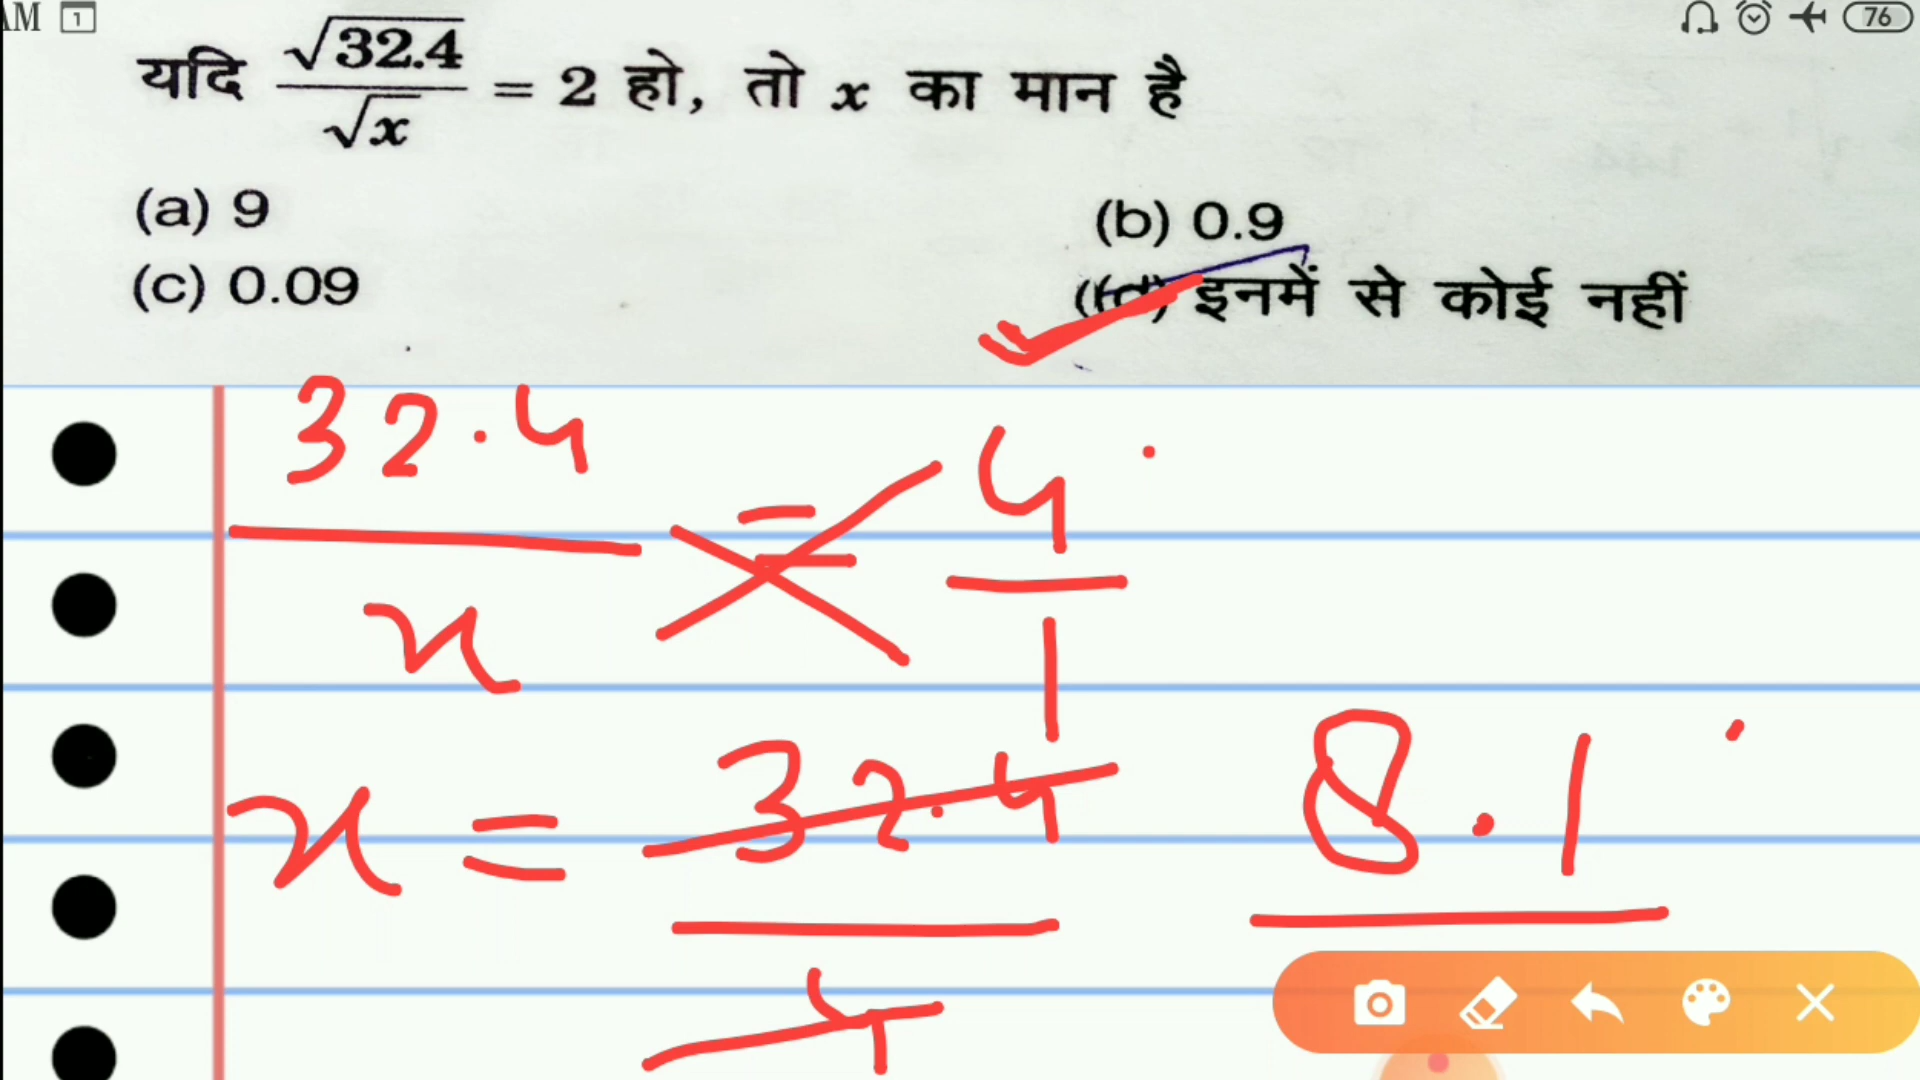 AM 1 76
यदि √32.4 / √x = 2 हो, तो x का मान है
(a) 9 (b) 0.9
(c) 0.09 (d) इनमें से कोई नहीं
32.4 / x = 4 / 1
x = 32.4 / 4 8.1